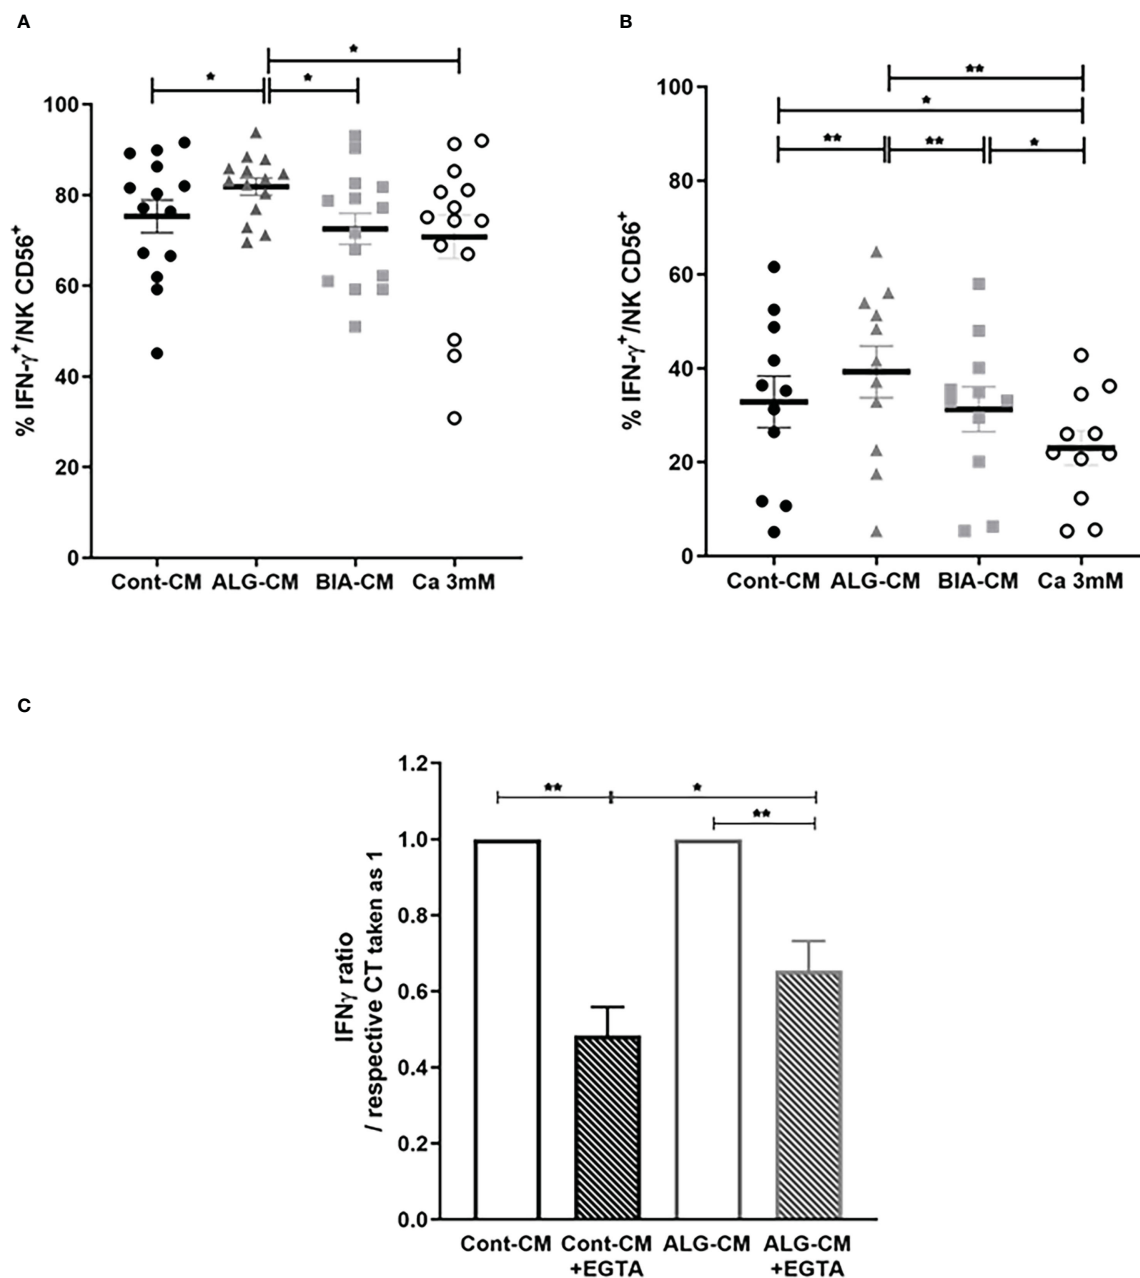 A
*
*
*
100
80
60
40
20
0
% IFN-γ+/NK CD56+
Cont-CM ALG-CM BIA-CM Ca 3mM
B
**
*
** ** *
100
80
60
40
20
0
% IFN-γ+/NK CD56+
Cont-CM ALG-CM BIA-CM Ca 3mM
C
** *
**
1.2
1.0
0.8
0.6
0.4
0.2
0.0
IFNγ ratio
/ respective CT taken as 1
Cont-CM Cont-CM ALG-CM ALG-CM
+EGTA +EGTA